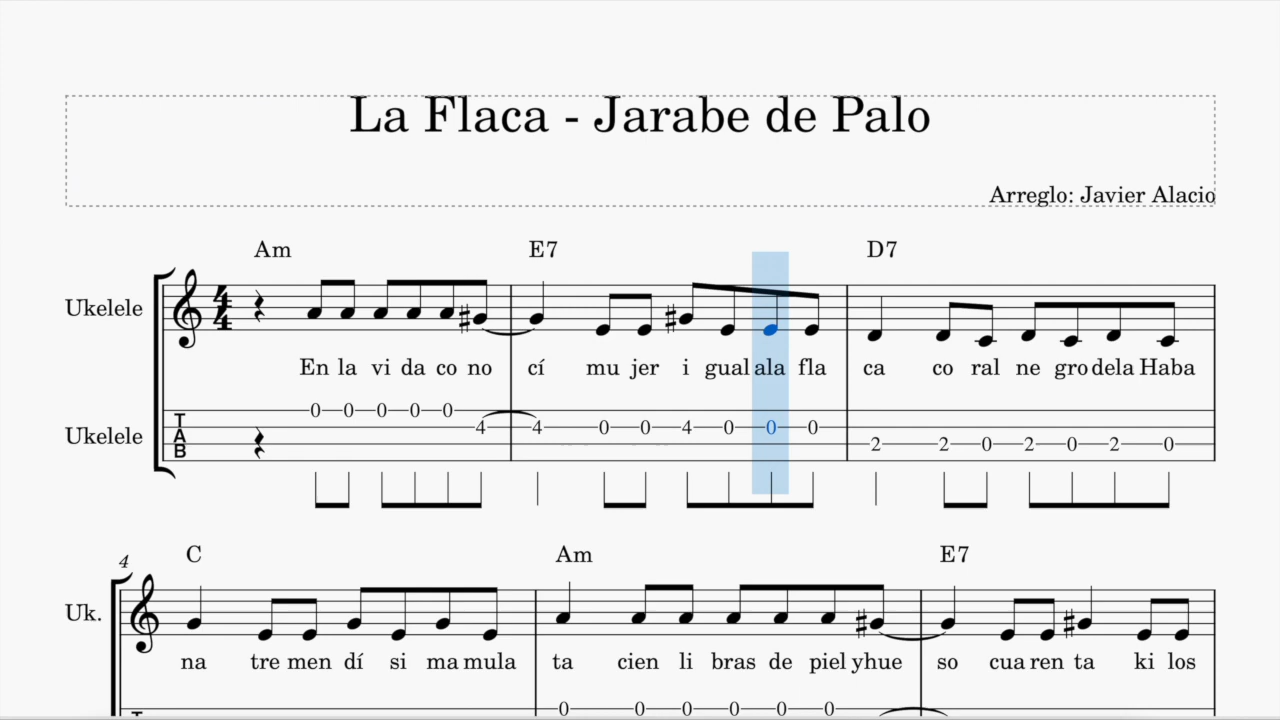 La Flaca - Jarabe de Palo
Arreglo: Javier Alacio
Am E7 D7
Ukelele
En la vi da co no cí mu jer i gual ala fla ca co ral ne gro dela Haba
0 0 0 0 0
4 4 0 0 4 0 0 0
Ukelele
2 2 0 2 0 2 0
4 C Am E7
Uk.
na tre men dí si ma mula ta cien li bras de piel yhue so cua ren ta ki los
0 0 0 0 0 0